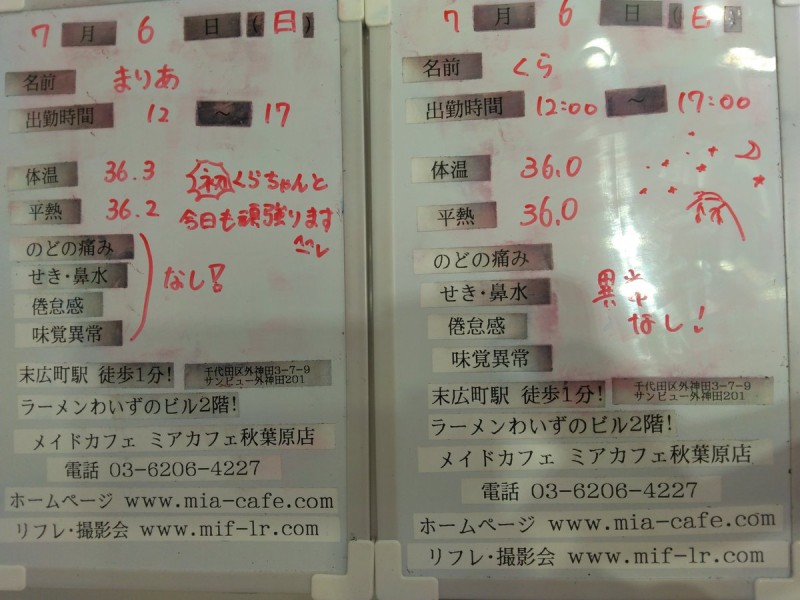 7月6日(日)
名前 まりあ
出勤時間 12 ～ 17
体温 36.3
平熱 36.2
初くらちゃんと
今日も頑張ります
のどの痛み
せき・鼻水
倦怠感
味覚異常
なし!
末広町駅 徒歩1分! 千代田区外神田3-7-9
サンビュー外神田201
ラーメンわいずのビル2階!
メイドカフェ ミアカフェ秋葉原店
電話 03-6206-4227
ホームページ www.mia-cafe.com
リフレ・撮影会 www.mif-lr.com
7月6日(日)
名前 くら
出勤時間 12:00 ～ 17:00
体温 36.0
平熱 36.0
のどの痛み
せき・鼻水
倦怠感
味覚異常
異常
なし!
末広町駅 徒歩1分! 千代田区外神田3-7-9
サンビュー外神田201
ラーメンわいずのビル2階!
メイドカフェ ミアカフェ秋葉原店
電話 03-6206-4227
ホームページ www.mia-cafe.com
リフレ・撮影会 www.mif-lr.com